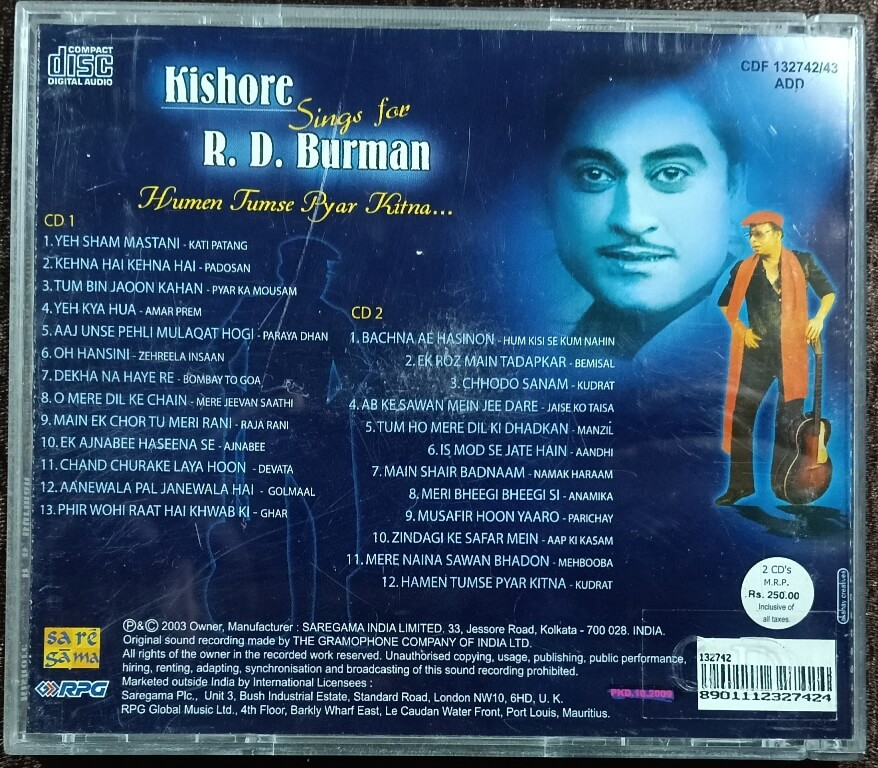 COMPACT
disc
DIGITAL AUDIO
CDF 132742/43
ADD
Kishore
Sings for
R. D. Burman
Humen Tumse Pyar Kitna...
CD 1
1. YEH SHAM MASTANI - KATI PATANG
2. KEHNA HAI KEHNA HAI - PADOSAN
3. TUM BIN JAOON KAHAN - PYAR KA MOUSAM
4. YEH KYA HUA - AMAR PREM
5. AAJ UNSE PEHLI MULAQAT HOGI - PARAYA DHAN
6. OH HANSINI - ZEHREELA INSAAN
7. DEKHA NA HAYE RE - BOMBAY TO GOA
8. O MERE DIL KE CHAIN - MERE JEEVAN SAATHI
9. MAIN EK CHOR TU MERI RANI - RAJA RANI
10. EK AJNABEE HASEENA SE - AJNABEE
11. CHAND CHURAKE LAYA HOON - DEVATA
12. AANEWALA PAL JANEWALA HAI - GOLMAAL
13. PHIR WOHI RAAT HAI KHWAB KI - GHAR
CD 2
1. BACHNA AE HASINON - HUM KISI SE KUM NAHIN
2. EK ROZ MAIN TADAPKAR - BEMISAL
3. CHHODO SANAM - KUDRAT
4. AB KE SAWAN MEIN JEE DARE - JAISE KO TAISA
5. TUM HO MERE DIL KI DHADKAN - MANZIL
6. IS MOD SE JATE HAIN - AANDHI
7. MAIN SHAIR BADNAAM - NAMAK HARAAM
8. MERI BHEEGI BHEEGI SI - ANAMIKA
9. MUSAFIR HOON YAARO - PARICHAY
10. ZINDAGI KE SAFAR MEIN - AAP KI KASAM
11. MERE NAINA SAWAN BHADON - MEHBOOBA
12. HAMEN TUMSE PYAR KITNA - KUDRAT
2 CD's
M.R.P.
Rs. 250.00
Inclusive of
all taxes
akshay creatives
sa rē
gā ma
RPG
℗&© 2003 Owner, Manufacturer : SAREGAMA INDIA LIMITED. 33, Jessore Road, Kolkata - 700 028. INDIA.
Original sound recording made by THE GRAMOPHONE COMPANY OF INDIA LTD.
All rights of the owner in the recorded work reserved. Unauthorised copying, usage, publishing, public performance,
hiring, renting, adapting, synchronisation and broadcasting of this sound recording prohibited.
Marketed outside India by International Licensees :
Saregama Plc., Unit 3, Bush Industrial Estate, Standard Road, London NW10, 6HD, U. K.
RPG Global Music Ltd., 4th Floor, Barkly Wharf East, Le Caudan Water Front, Port Louis, Mauritius.
PKD.10.2009
132742
8901112327424